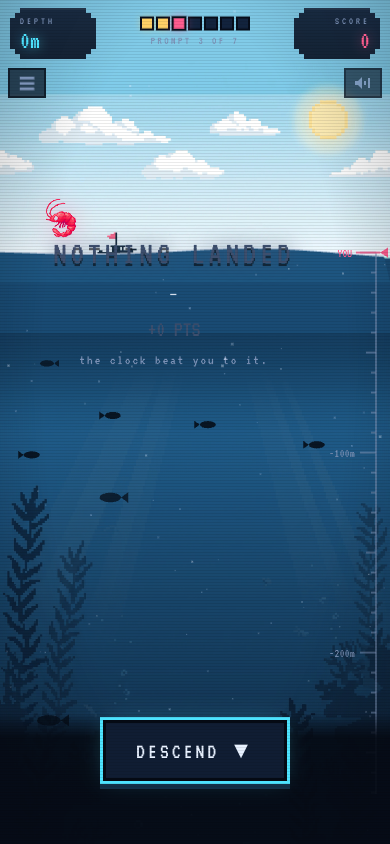 DEPTH
0m
PROMPT 3 OF 7
SCORE
0
YOU
NOTHING LANDED
—
+0 PTS
the clock beat you to it.
-100m
-200m
DESCEND ▼